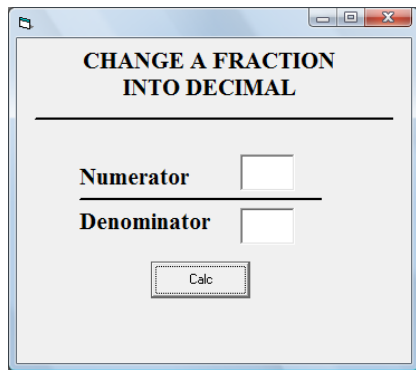 CHANGE A FRACTION
INTO DECIMAL
Numerator
Denominator
Calc